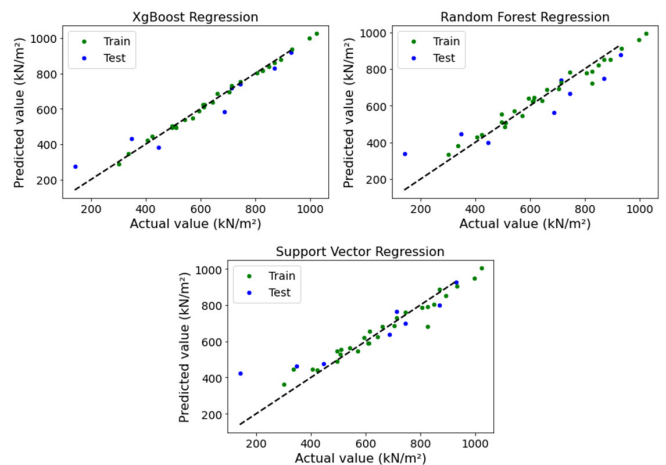 XgBoost Regression
Train
Test
Predicted value (kN/m²)
1000
800
600
400
200
200 400 600 800 1000
Actual value (kN/m²)
Random Forest Regression
Train
Test
Predicted value (kN/m²)
1000
800
600
400
200
200 400 600 800 1000
Actual value (kN/m²)
Support Vector Regression
Train
Test
Predicted value (kN/m²)
1000
800
600
400
200
200 400 600 800 1000
Actual value (kN/m²)